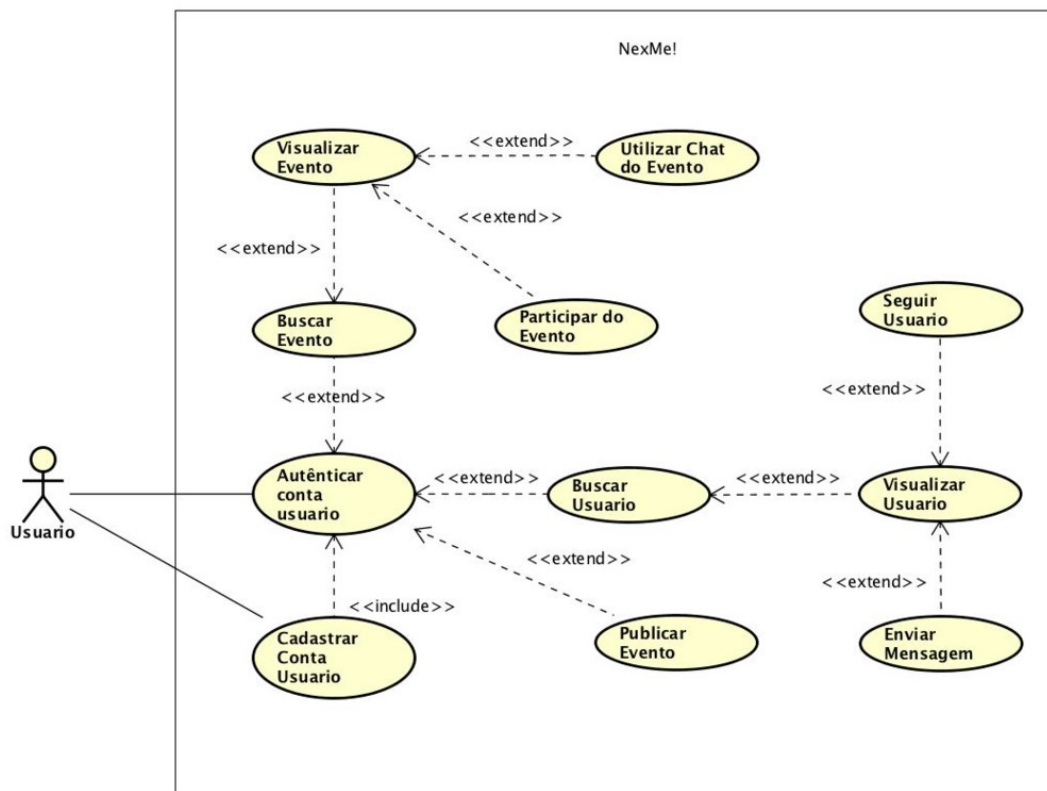 NexMe!
Visualizar
Evento
<<extend>>
Utilizar Chat
do Evento
<<extend>>
<<extend>>
Buscar
Evento
Participar do
Evento
Seguir
Usuario
<<extend>>
<<extend>>
Usuario
Autênticar
conta
usuario
<<extend>>
Buscar
Usuario
<<extend>>
Visualizar
Usuario
<<extend>>
<<extend>>
<<include>>
Cadastrar
Conta
Usuario
Publicar
Evento
Enviar
Mensagem